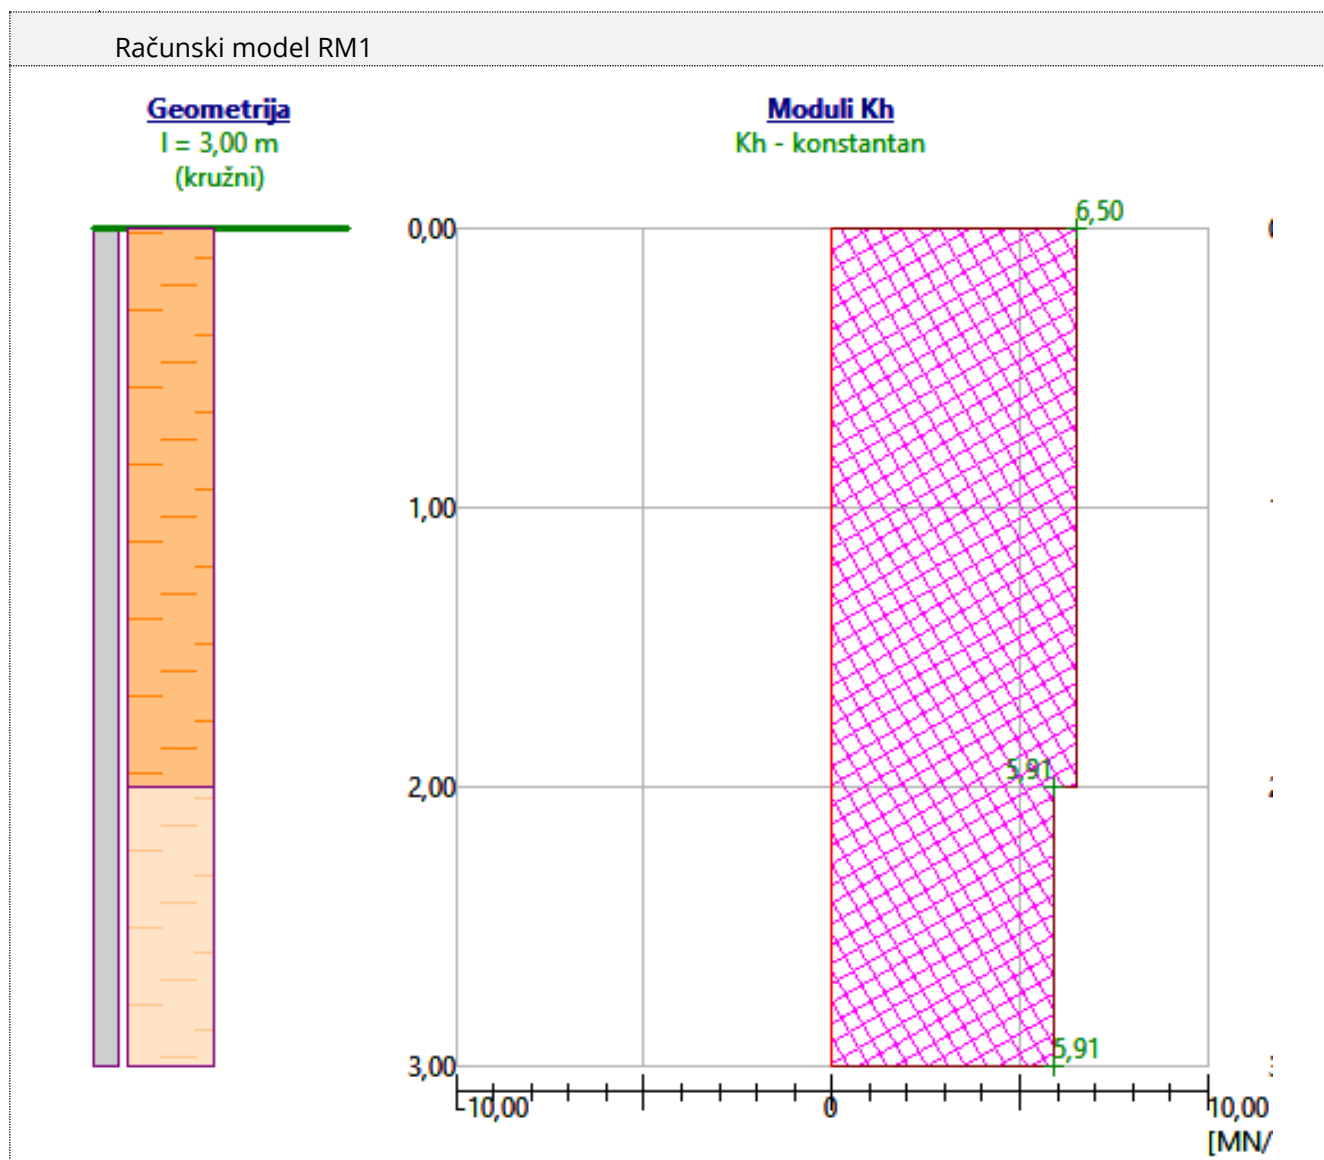 Računski model RM1
Geometrija
l = 3,00 m
(kružni)
Moduli Kh
Kh - konstantan
6,50
0,00
1,00
5,91
2,00
5,91
3,00
-10,00 0 10,00
[MN/